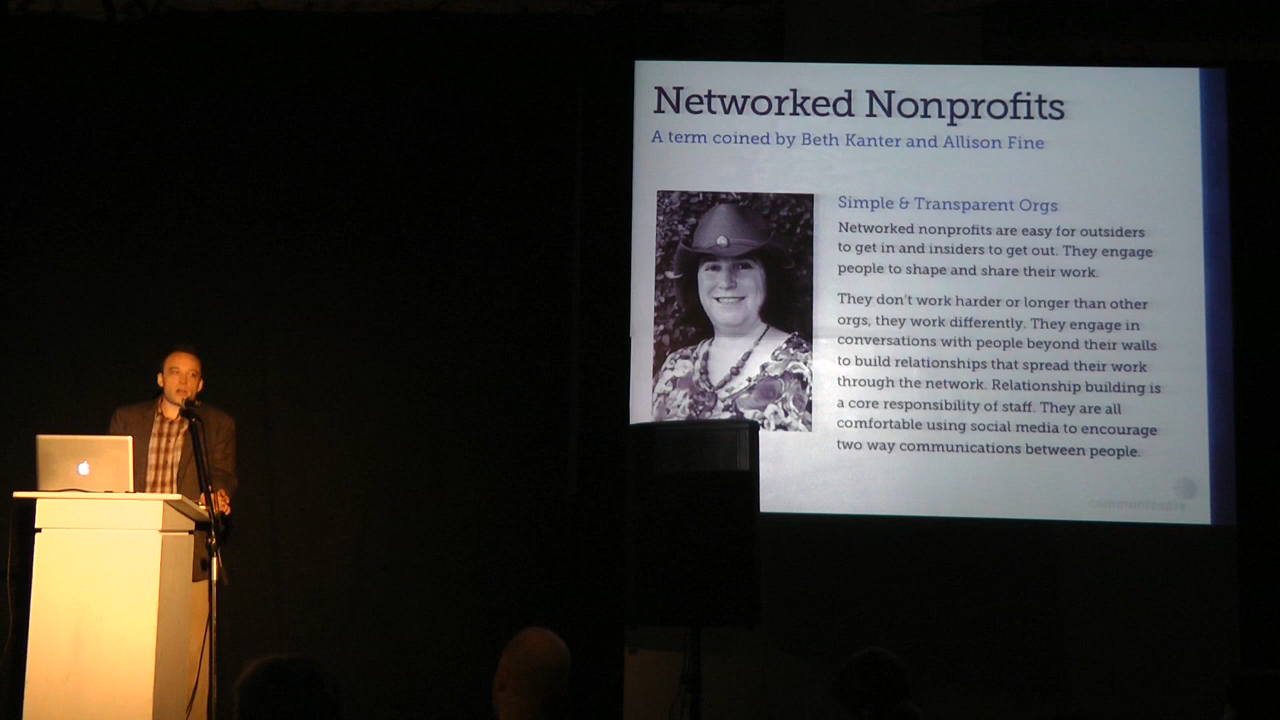 Networked Nonprofits
A term coined by Beth Kanter and Allison Fine
Simple & Transparent Orgs
Networked nonprofits are easy for outsiders
to get in and insiders to get out. They engage
people to shape and share their work.
They don't work harder or longer than other
orgs, they work differently. They engage in
conversations with people beyond their walls
to build relationships that spread their work
through the network. Relationship building is
a core responsibility of staff. They are all
comfortable using social media to encourage
two way communications between people.